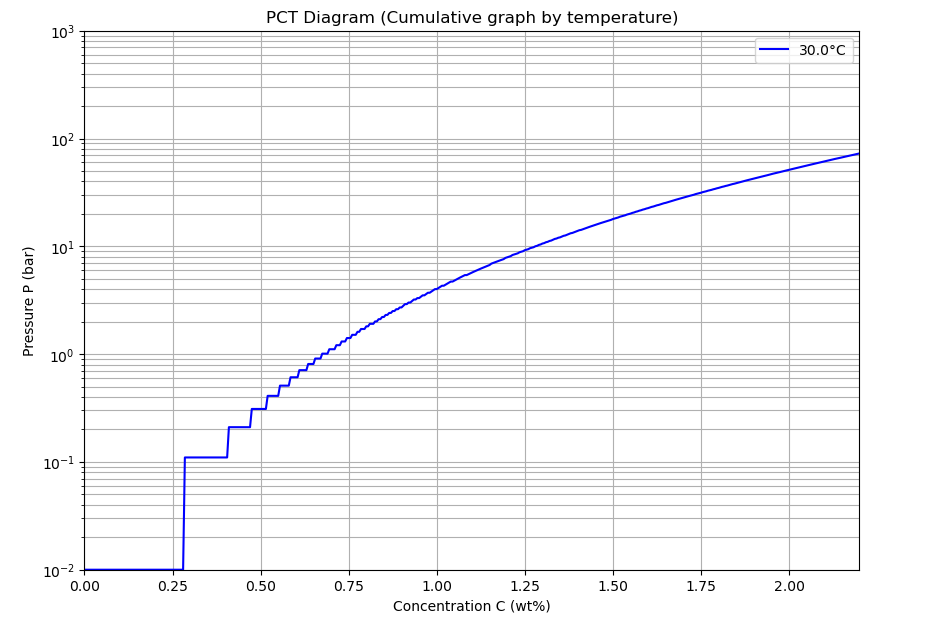 PCT Diagram (Cumulative graph by temperature)
30.0°C
Pressure P (bar)
10³
10²
10¹
10⁰
10⁻¹
10⁻²
0.00 0.25 0.50 0.75 1.00 1.25 1.50 1.75 2.00
Concentration C (wt%)